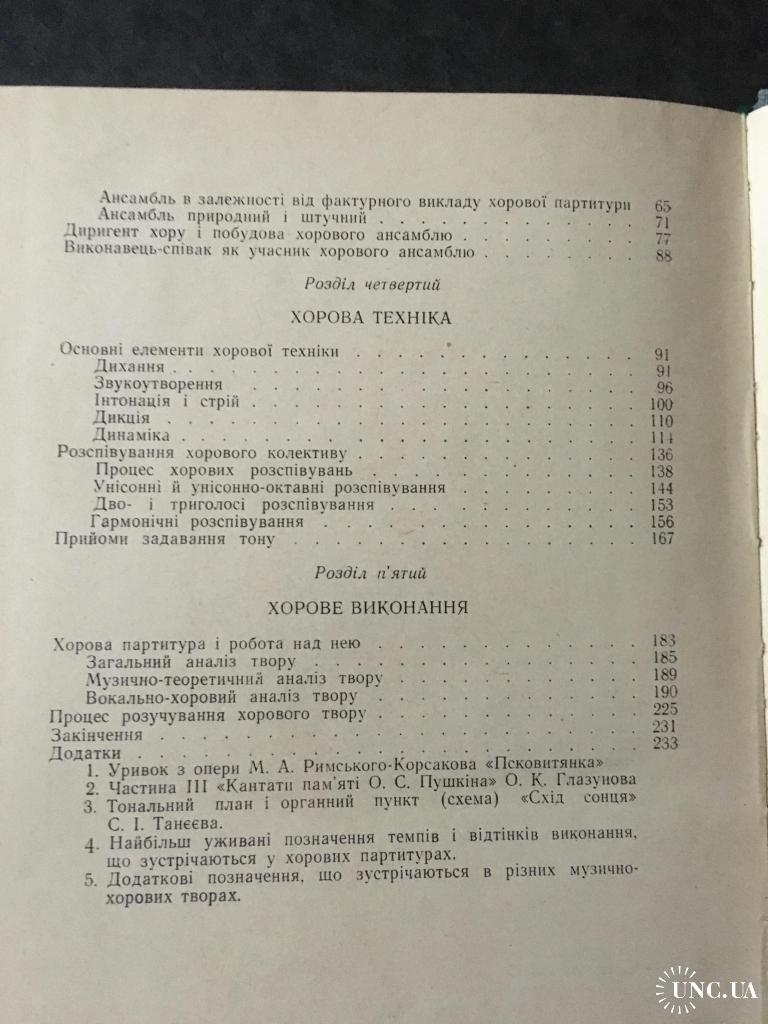 Ансамбль в залежності від фактурного викладу хорової партитури 65
Ансамбль природний і штучний . . . . . . . . . . . . 71
Диригент хору і побудова хорового ансамблю . . . . . . . . 77
Виконавець-співак як учасник хорового ансамблю . . . . . . . 88
Розділ четвертий
ХОРОВА ТЕХНІКА
Основні елементи хорової техніки . . . . . . . . . . . . . 91
Дихання . . . . . . . . . . . . . . . . . . . . . 91
Звукоутворення . . . . . . . . . . . . . . . . . . 96
Інтонація і стрій . . . . . . . . . . . . . . . . . 100
Дикція . . . . . . . . . . . . . . . . . . . . . 110
Динаміка . . . . . . . . . . . . . . . . . . . . 114
Розспівування хорового колективу . . . . . . . . . . . . . 136
Процес хорових розспівувань . . . . . . . . . . . . 138
Унісонні й унісонно-октавні розспівування . . . . . . . . 144
Дво- і триголосі розспівування . . . . . . . . . . . 153
Гармонічні розспівування . . . . . . . . . . . . . . 156
Прийоми задавання тону . . . . . . . . . . . . . . . . 167
Розділ п'ятий
ХОРОВЕ ВИКОНАННЯ
Хорова партитура і робота над нею . . . . . . . . . . . . 183
Загальний аналіз твору . . . . . . . . . . . . . . . 185
Музично-теоретичний аналіз твору . . . . . . . . . . . 189
Вокально-хоровий аналіз твору . . . . . . . . . . . . 190
Процес розучування хорового твору . . . . . . . . . . . . 225
Закінчення . . . . . . . . . . . . . . . . . . . . . 231
Додатки . . . . . . . . . . . . . . . . . . . . . . 233
1. Уривок з опери М. А. Римського-Корсакова «Псковитянка»
2. Частина III «Кантати пам'яті О. С. Пушкіна» О. К. Глазунова
3. Тональний план і органний пункт (схема) «Схід сонця»
С. І. Танєєва.
4. Найбільш уживані позначення темпів і відтінків виконання,
що зустрічаються у хорових партитурах.
5. Додаткові позначення, що зустрічаються в різних музично-
хорових творах.
UNC.UA